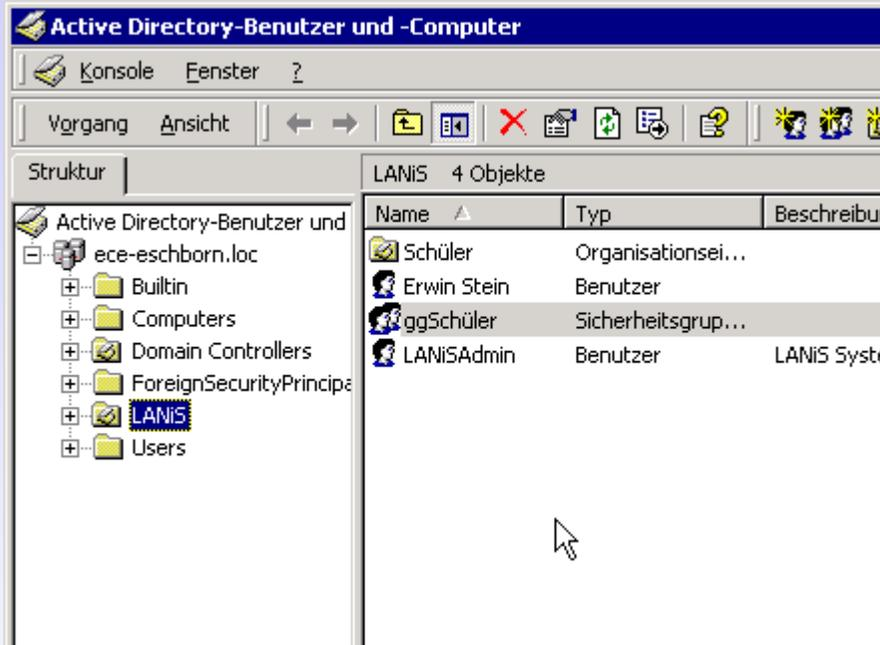 Active Directory-Benutzer und -Computer
Konsole Fenster ?
Vorgang Ansicht
Struktur
LANiS 4 Objekte
Active Directory-Benutzer und
ece-eschborn.loc
Builtin
Computers
Domain Controllers
ForeignSecurityPrincipa
LANiS
Users
Name Typ Beschreibu
Schüler Organisationsei...
Erwin Stein Benutzer
ggSchüler Sicherheitsgrup...
LANiSAdmin Benutzer LANiS Syste